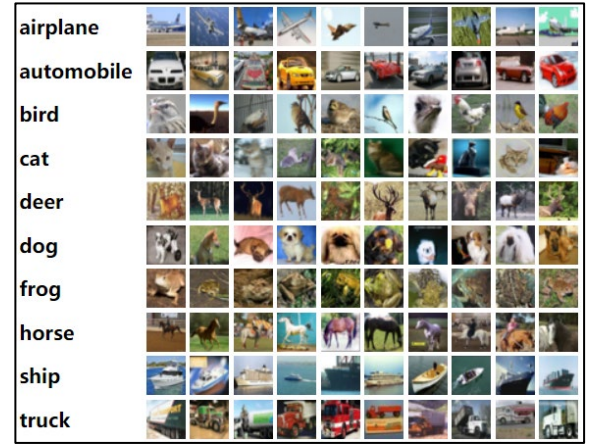 airplane
automobile
bird
cat
deer
dog
frog
horse
ship
truck